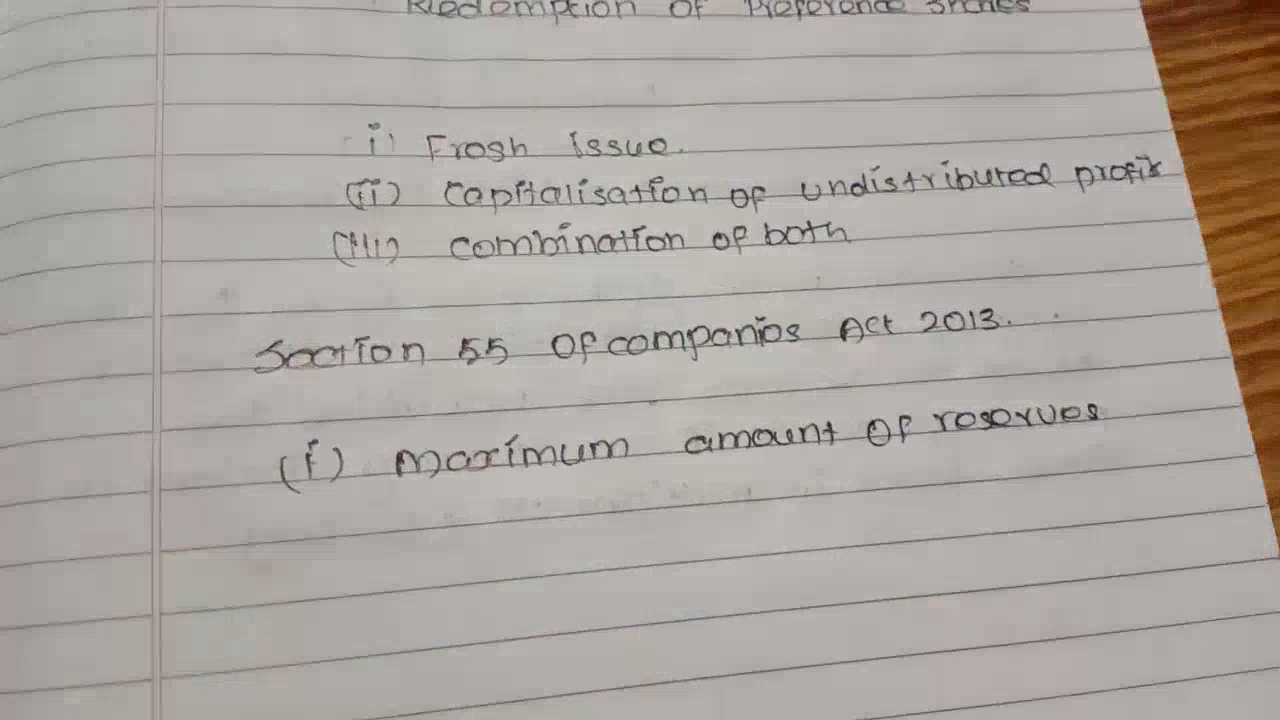 Redemption of Preference Shares
i) Fresh issue.
(ii) capitalisation of undistributed profit
(iii) combination of both
Section 55 of companies Act 2013.
(i) maximum amount of reserves